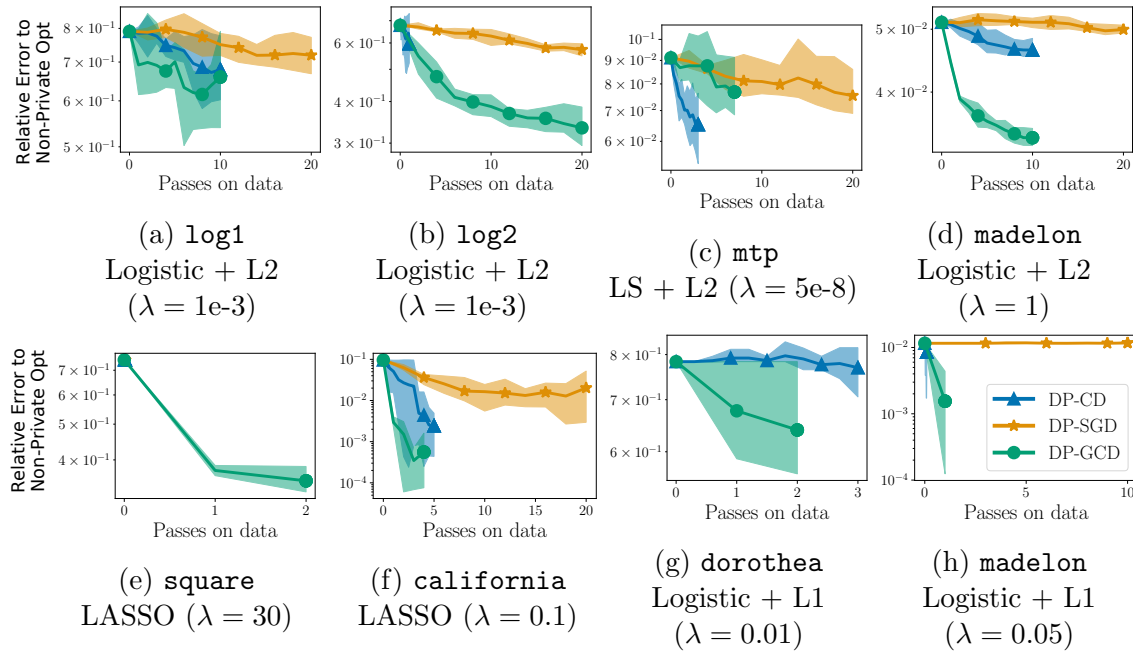 Relative Error to
Non-Private Opt
8 × 10⁻¹
7 × 10⁻¹
6 × 10⁻¹
5 × 10⁻¹
0 10 20
Passes on data
6 × 10⁻¹
4 × 10⁻¹
3 × 10⁻¹
0 10 20
Passes on data
10⁻¹
9 × 10⁻²
8 × 10⁻²
7 × 10⁻²
6 × 10⁻²
0 10 20
Passes on data
5 × 10⁻²
4 × 10⁻²
0 10 20
Passes on data
(a) log1
Logistic + L2
(λ = 1e-3)
(b) log2
Logistic + L2
(λ = 1e-3)
(c) mtp
LS + L2 (λ = 5e-8)
(d) madelon
Logistic + L2
(λ = 1)
Relative Error to
Non-Private Opt
7 × 10⁻¹
6 × 10⁻¹
5 × 10⁻¹
4 × 10⁻¹
0 1 2
Passes on data
10⁻¹
10⁻²
10⁻³
10⁻⁴
0 5 10 15 20
Passes on data
8 × 10⁻¹
7 × 10⁻¹
6 × 10⁻¹
0 1 2 3
Passes on data
10⁻²
10⁻³
10⁻⁴
0 5 10
Passes on data
DP-CD
DP-SGD
DP-GCD
(e) square
LASSO (λ = 30)
(f) california
LASSO (λ = 0.1)
(g) dorothea
Logistic + L1
(λ = 0.01)
(h) madelon
Logistic + L1
(λ = 0.05)